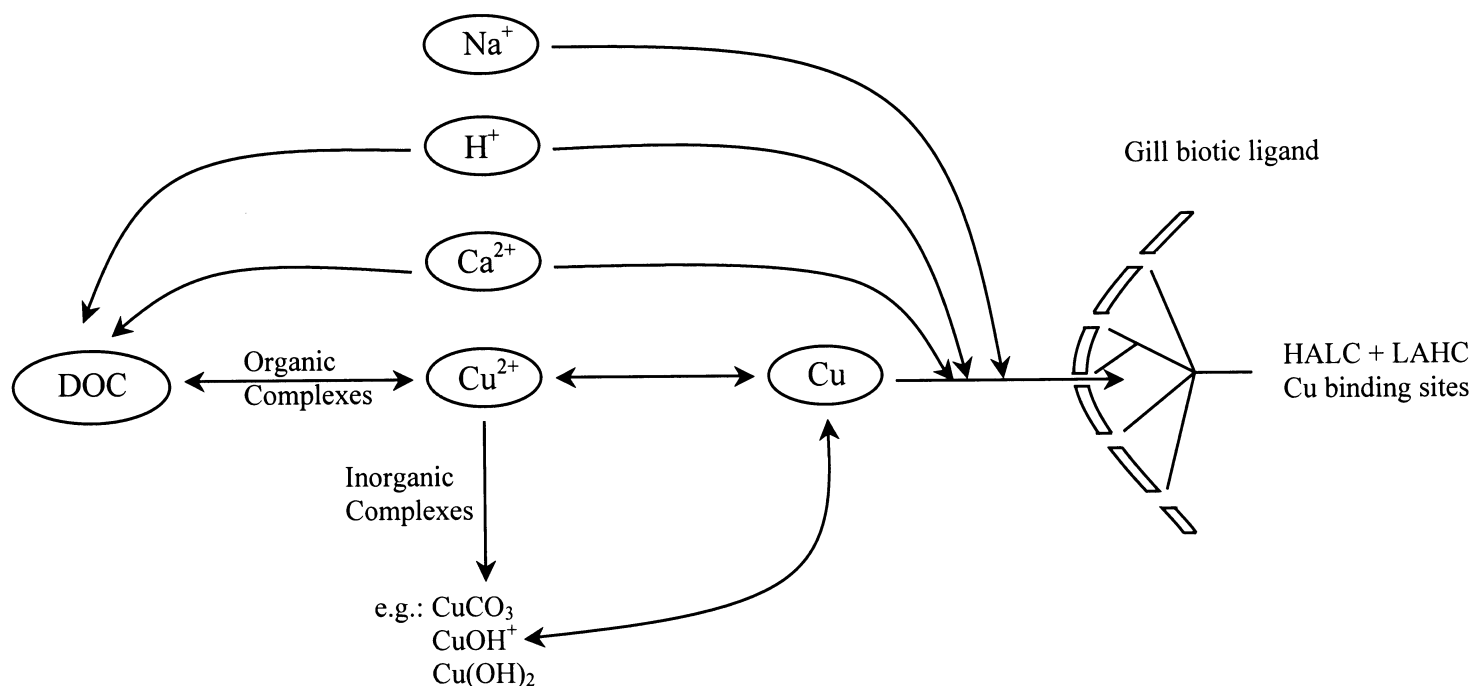 Na⁺
H⁺
Gill biotic ligand
Ca²⁺
DOC
Organic
Complexes
Cu²⁺
Cu
HALC + LAHC
Cu binding sites
Inorganic
Complexes
e.g.: CuCO₃
CuOH⁺
Cu(OH)₂